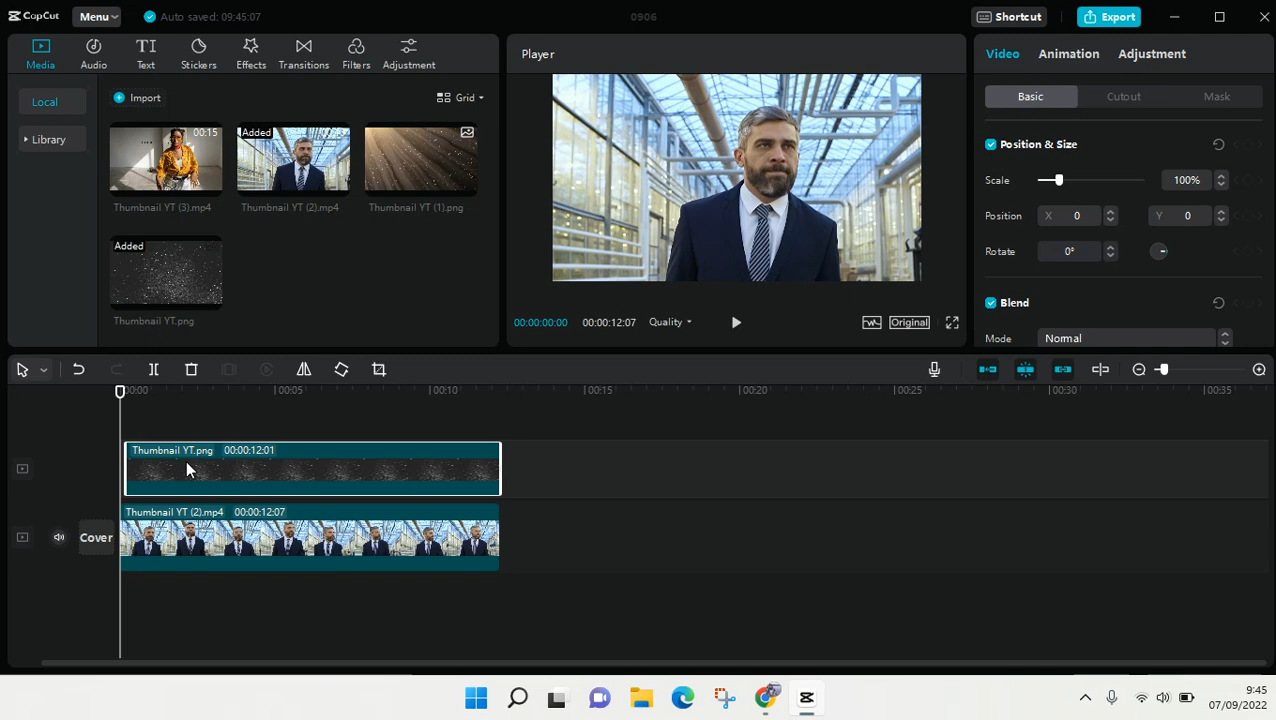 CapCut Menu Auto saved: 09:45:07 0906 Shortcut Export
Media Audio Text Stickers Effects Transitions Filters Adjustment
Player
Video Animation Adjustment
Local
Library
Import Grid
Basic Cutout Mask
Added 00:15
Added
Thumbnail YT (3).mp4 Thumbnail YT (2).mp4 Thumbnail YT (1).png
Added
Thumbnail YT.png
Position & Size
Scale 100%
Position X 0 Y 0
Rotate 0°
Blend
Mode Normal
00:00:00:00 00:00:12:07 Quality Original
00:00 00:05 00:10 00:15 00:20 00:25 00:30 00:35
Thumbnail YT.png 00:00:12:01
Thumbnail YT (2).mp4 00:00:12:07
Cover
9:45
07/09/2022